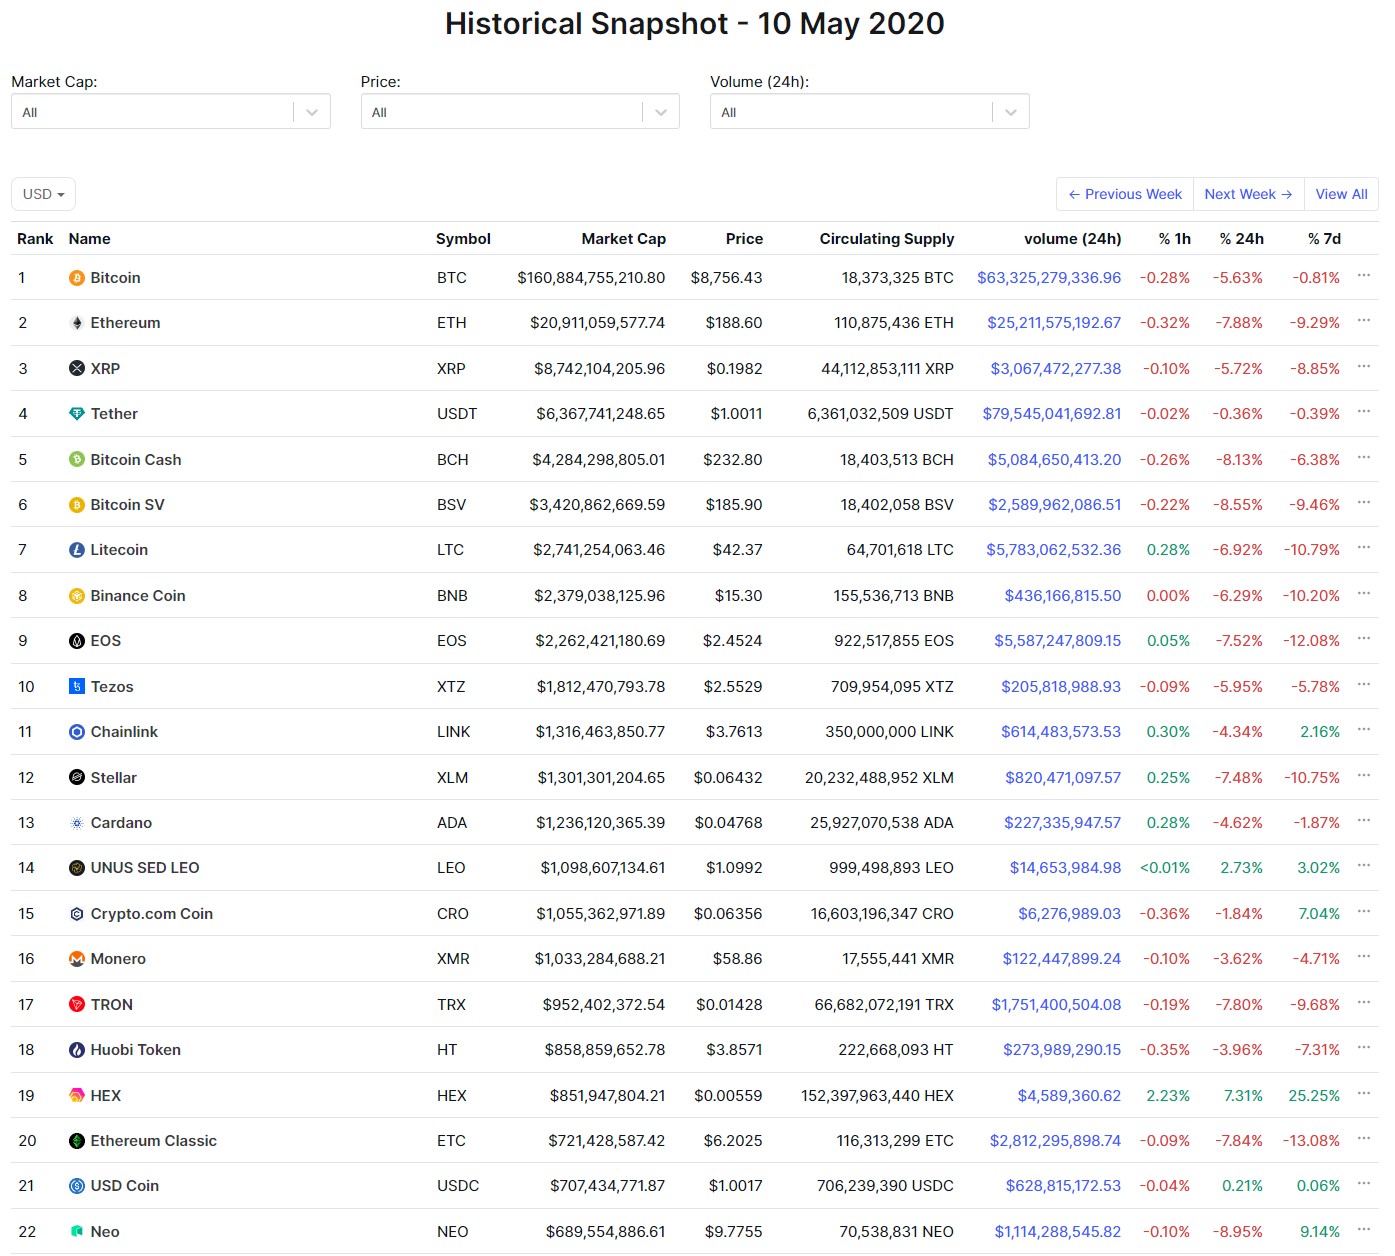 Historical Snapshot - 10 May 2020
Market Cap: Price: Volume (24h):
All All All
USD ← Previous Week Next Week → View All
Rank Name Symbol Market Cap Price Circulating Supply volume (24h) % 1h % 24h % 7d
1 Bitcoin BTC $160,884,755,210.80 $8,756.43 18,373,325 BTC $63,325,279,336.96 -0.28% -5.63% -0.81% ...
2 Ethereum ETH $20,911,059,577.74 $188.60 110,875,436 ETH $25,211,575,192.67 -0.32% -7.88% -9.29% ...
3 XRP XRP $8,742,104,205.96 $0.1982 44,112,853,111 XRP $3,067,472,277.38 -0.10% -5.72% -8.85% ...
4 Tether USDT $6,367,741,248.65 $1.0011 6,361,032,509 USDT $79,545,041,692.81 -0.02% -0.36% -0.39% ...
5 Bitcoin Cash BCH $4,284,298,805.01 $232.80 18,403,513 BCH $5,084,650,413.20 -0.26% -8.13% -6.38% ...
6 Bitcoin SV BSV $3,420,862,669.59 $185.90 18,402,058 BSV $2,589,962,086.51 -0.22% -8.55% -9.46% ...
7 Litecoin LTC $2,741,254,063.46 $42.37 64,701,618 LTC $5,783,062,532.36 0.28% -6.92% -10.79% ...
8 Binance Coin BNB $2,379,038,125.96 $15.30 155,536,713 BNB $436,166,815.50 0.00% -6.29% -10.20% ...
9 EOS EOS $2,262,421,180.69 $2.4524 922,517,855 EOS $5,587,247,809.15 0.05% -7.52% -12.08% ...
10 Tezos XTZ $1,812,470,793.78 $2.5529 709,954,095 XTZ $205,818,988.93 -0.09% -5.95% -5.78% ...
11 Chainlink LINK $1,316,463,850.77 $3.7613 350,000,000 LINK $614,483,573.53 0.30% -4.34% 2.16% ...
12 Stellar XLM $1,301,301,204.65 $0.06432 20,232,488,952 XLM $820,471,097.57 0.25% -7.48% -10.75% ...
13 Cardano ADA $1,236,120,365.39 $0.04768 25,927,070,538 ADA $227,335,947.57 0.28% -4.62% -1.87% ...
14 UNUS SED LEO LEO $1,098,607,134.61 $1.0992 999,498,893 LEO $14,653,984.98 <0.01% 2.73% 3.02% ...
15 Crypto.com Coin CRO $1,055,362,971.89 $0.06356 16,603,196,347 CRO $6,276,989.03 -0.36% -1.84% 7.04% ...
16 Monero XMR $1,033,284,688.21 $58.86 17,555,441 XMR $122,447,899.24 -0.10% -3.62% -4.71% ...
17 TRON TRX $952,402,372.54 $0.01428 66,682,072,191 TRX $1,751,400,504.08 -0.19% -7.80% -9.68% ...
18 Huobi Token HT $858,859,652.78 $3.8571 222,668,093 HT $273,989,290.15 -0.35% -3.96% -7.31% ...
19 HEX HEX $851,947,804.21 $0.00559 152,397,963,440 HEX $4,589,360.62 2.23% 7.31% 25.25% ...
20 Ethereum Classic ETC $721,428,587.42 $6.2025 116,313,299 ETC $2,812,295,898.74 -0.09% -7.84% -13.08% ...
21 USD Coin USDC $707,434,771.87 $1.0017 706,239,390 USDC $628,815,172.53 -0.04% 0.21% 0.06% ...
22 Neo NEO $689,554,886.61 $9.7755 70,538,831 NEO $1,114,288,545.82 -0.10% -8.95% 9.14% ...